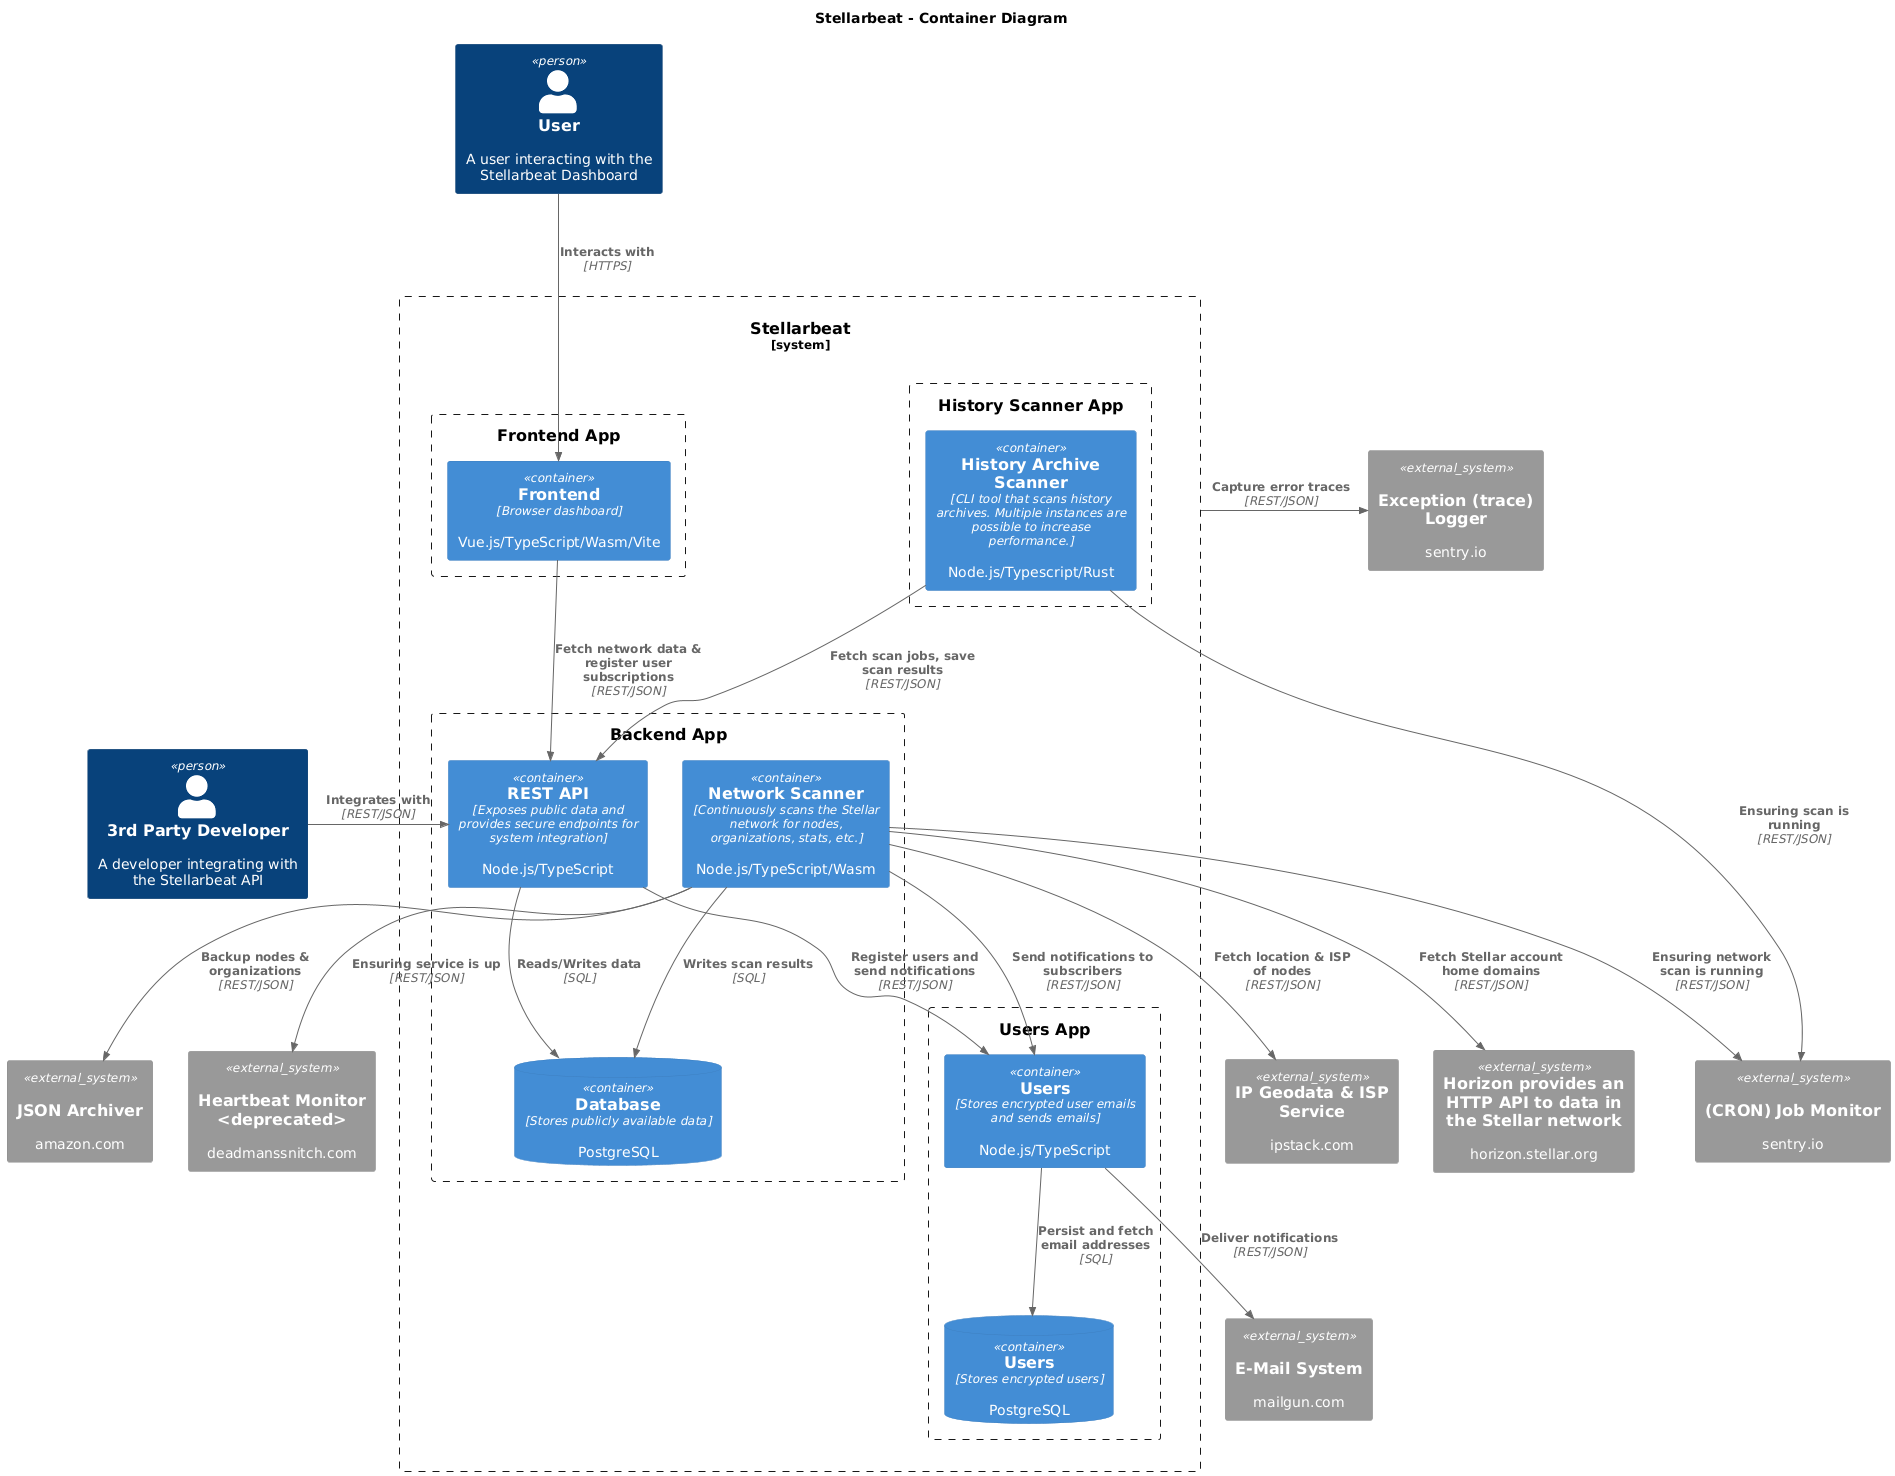 Stellarbeat - Container Diagram
«person»
User
A user interacting with the
Stellarbeat Dashboard
Interacts with
[HTTPS]
Stellarbeat
[system]
Frontend App
«container»
Frontend
[Browser dashboard]
Vue.js/TypeScript/Wasm/Vite
History Scanner App
«container»
History Archive
Scanner
[CLI tool that scans history
archives. Multiple instances are
possible to increase
performance.]
Node.js/Typescript/Rust
Capture error traces
[REST/JSON]
«external_system»
Exception (trace)
Logger
sentry.io
Fetch network data &
register user
subscriptions
[REST/JSON]
Fetch scan jobs, save
scan results
[REST/JSON]
Backend App
«person»
3rd Party Developer
A developer integrating with
the Stellarbeat API
Integrates with
[REST/JSON]
«container»
REST API
[Exposes public data and
provides secure endpoints for
system integration]
Node.js/TypeScript
«container»
Network Scanner
[Continuously scans the Stellar
network for nodes,
organizations, stats, etc.]
Node.js/TypeScript/Wasm
Ensuring scan is
running
[REST/JSON]
Backup nodes &
organizations
[REST/JSON]
Ensuring service is up
[REST/JSON]
Reads/Writes data
[SQL]
Writes scan results
[SQL]
Register users and
send notifications
[REST/JSON]
Send notifications to
subscribers
[REST/JSON]
Fetch location & ISP
of nodes
[REST/JSON]
Fetch Stellar account
home domains
[REST/JSON]
Ensuring network
scan is running
[REST/JSON]
«external_system»
JSON Archiver
amazon.com
«external_system»
Heartbeat Monitor
<deprecated>
deadmanssnitch.com
«container»
Database
[Stores publicly available data]
PostgreSQL
Users App
«container»
Users
[Stores encrypted user emails
and sends emails]
Node.js/TypeScript
«external_system»
IP Geodata & ISP
Service
ipstack.com
«external_system»
Horizon provides an
HTTP API to data in
the Stellar network
horizon.stellar.org
«external_system»
(CRON) Job Monitor
sentry.io
Persist and fetch
email addresses
[SQL]
Deliver notifications
[REST/JSON]
«container»
Users
[Stores encrypted users]
PostgreSQL
«external_system»
E-Mail System
mailgun.com